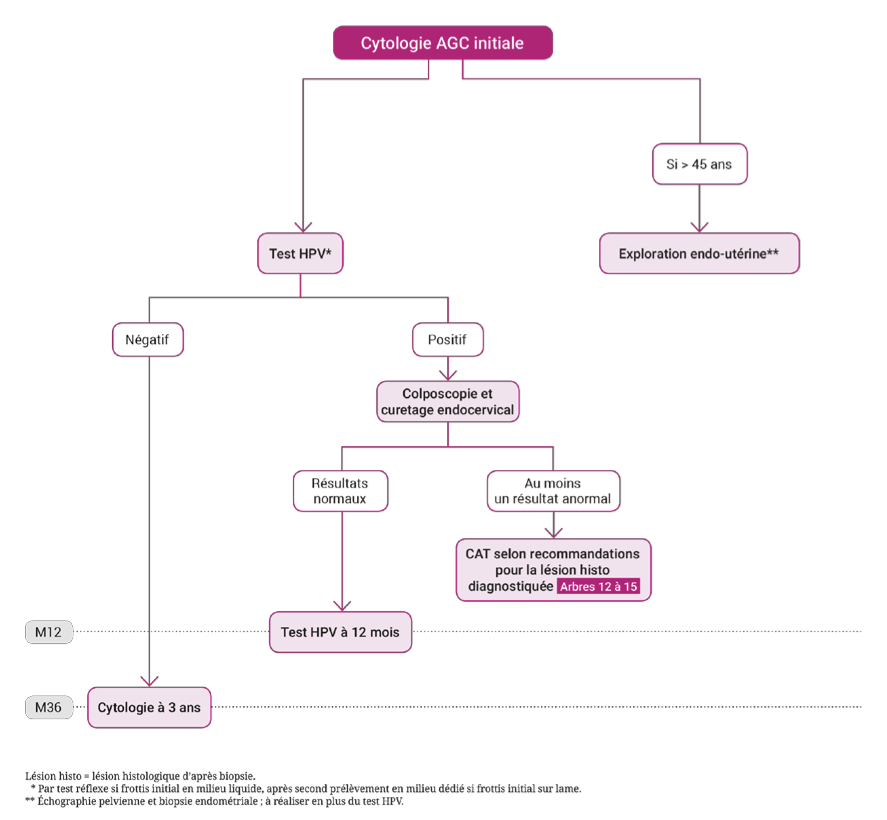 Cytologie AGC initiale
Si > 45 ans
Test HPV*
Exploration endo-utérine**
Négatif
Positif
Colposcopie et
curetage endocervical
Résultats
normaux
Au moins
un résultat anormal
CAT selon recommandations
pour la lésion histo
diagnostiquée Arbres 12 à 15
M12
Test HPV à 12 mois
M36
Cytologie à 3 ans
Lésion histo = lésion histologique d'après biopsie.
* Par test réflexe si frottis initial en milieu liquide, après second prélèvement en milieu dédié si frottis initial sur lame.
** Échographie pelvienne et biopsie endométriale ; à réaliser en plus du test HPV.